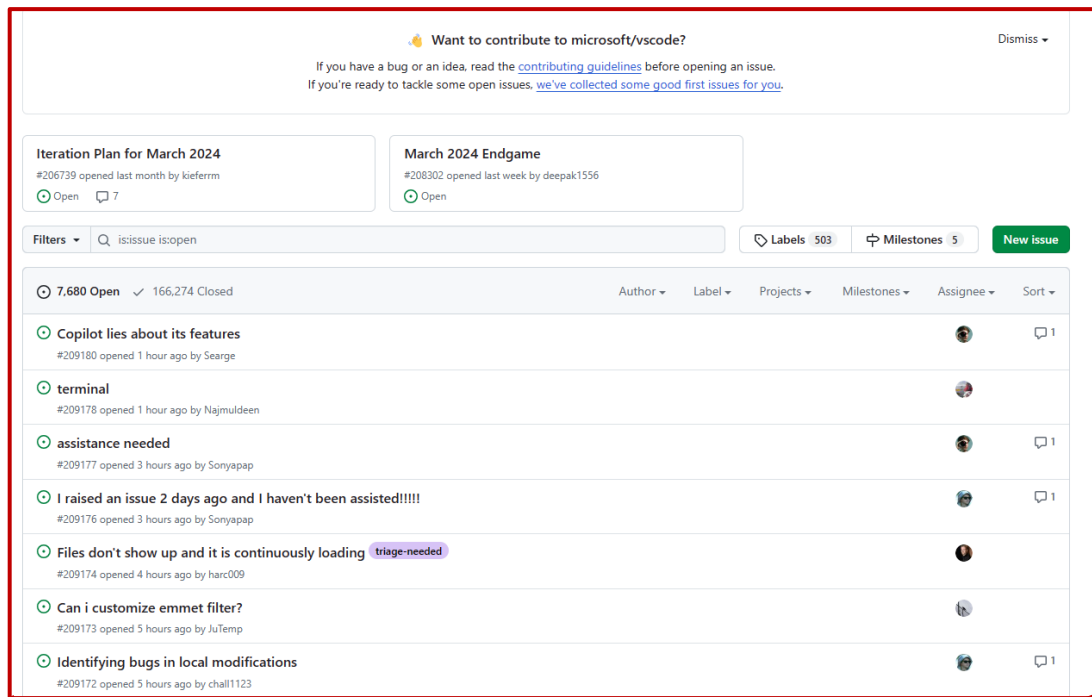 Want to contribute to microsoft/vscode?
Dismiss
If you have a bug or an idea, read the contributing guidelines before opening an issue.
If you're ready to tackle some open issues, we've collected some good first issues for you.
Iteration Plan for March 2024
#206739 opened last month by kieferrm
Open 7
March 2024 Endgame
#208302 opened last week by deepak1556
Open
Filters is:issue is:open Labels 503 Milestones 5 New issue
7,680 Open 166,274 Closed Author Label Projects Milestones Assignee Sort
Copilot lies about its features 1
#209180 opened 1 hour ago by Searge
terminal
#209178 opened 1 hour ago by Najmuldeen
assistance needed 1
#209177 opened 3 hours ago by Sonyapap
I raised an issue 2 days ago and I haven't been assisted!!!!! 1
#209176 opened 3 hours ago by Sonyapap
Files don't show up and it is continuously loading triage-needed
#209174 opened 4 hours ago by harc009
Can i customize emmet filter?
#209173 opened 5 hours ago by JuTemp
Identifying bugs in local modifications 1
#209172 opened 5 hours ago by chall1123